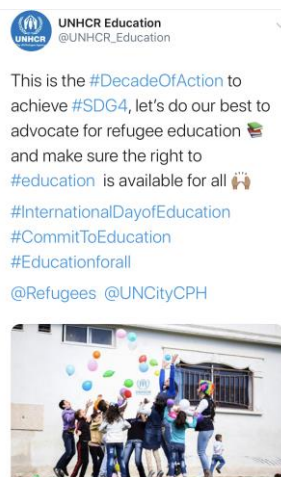 UNHCR Education
@UNHCR_Education
This is the #DecadeOfAction to
achieve #SDG4, let's do our best to
advocate for refugee education 📚
and make sure the right to
#education is available for all 🙌🏽
#InternationalDayofEducation
#CommitToEducation
#Educationforall
@Refugees @UNCityCPH
UNHCR